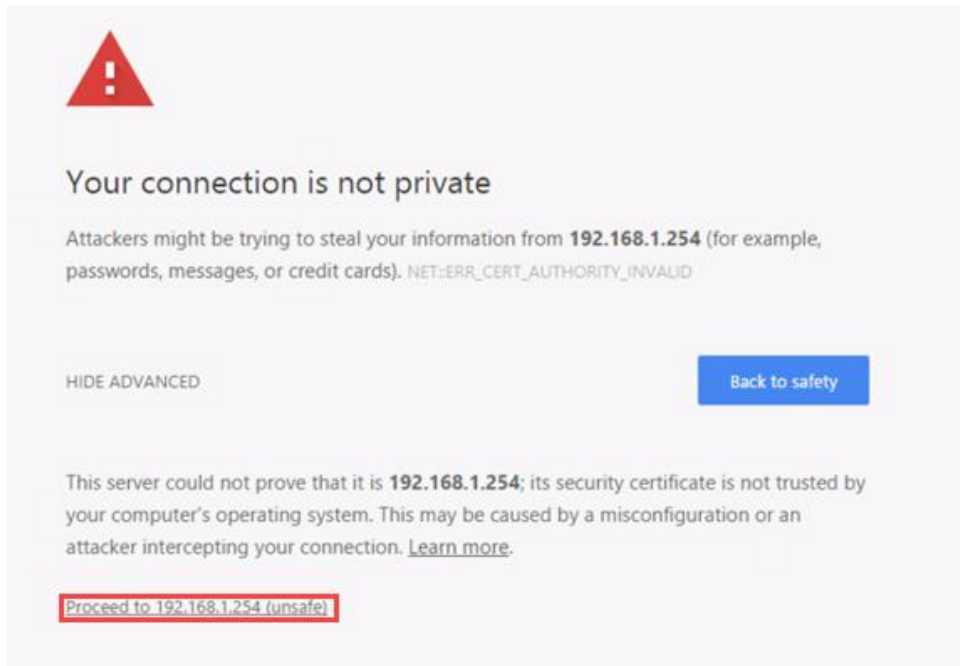 Your connection is not private
Attackers might be trying to steal your information from 192.168.1.254 (for example,
passwords, messages, or credit cards). NET::ERR_CERT_AUTHORITY_INVALID
HIDE ADVANCED
Back to safety
This server could not prove that it is 192.168.1.254; its security certificate is not trusted by
your computer's operating system. This may be caused by a misconfiguration or an
attacker intercepting your connection. Learn more.
Proceed to 192.168.1.254 (unsafe)